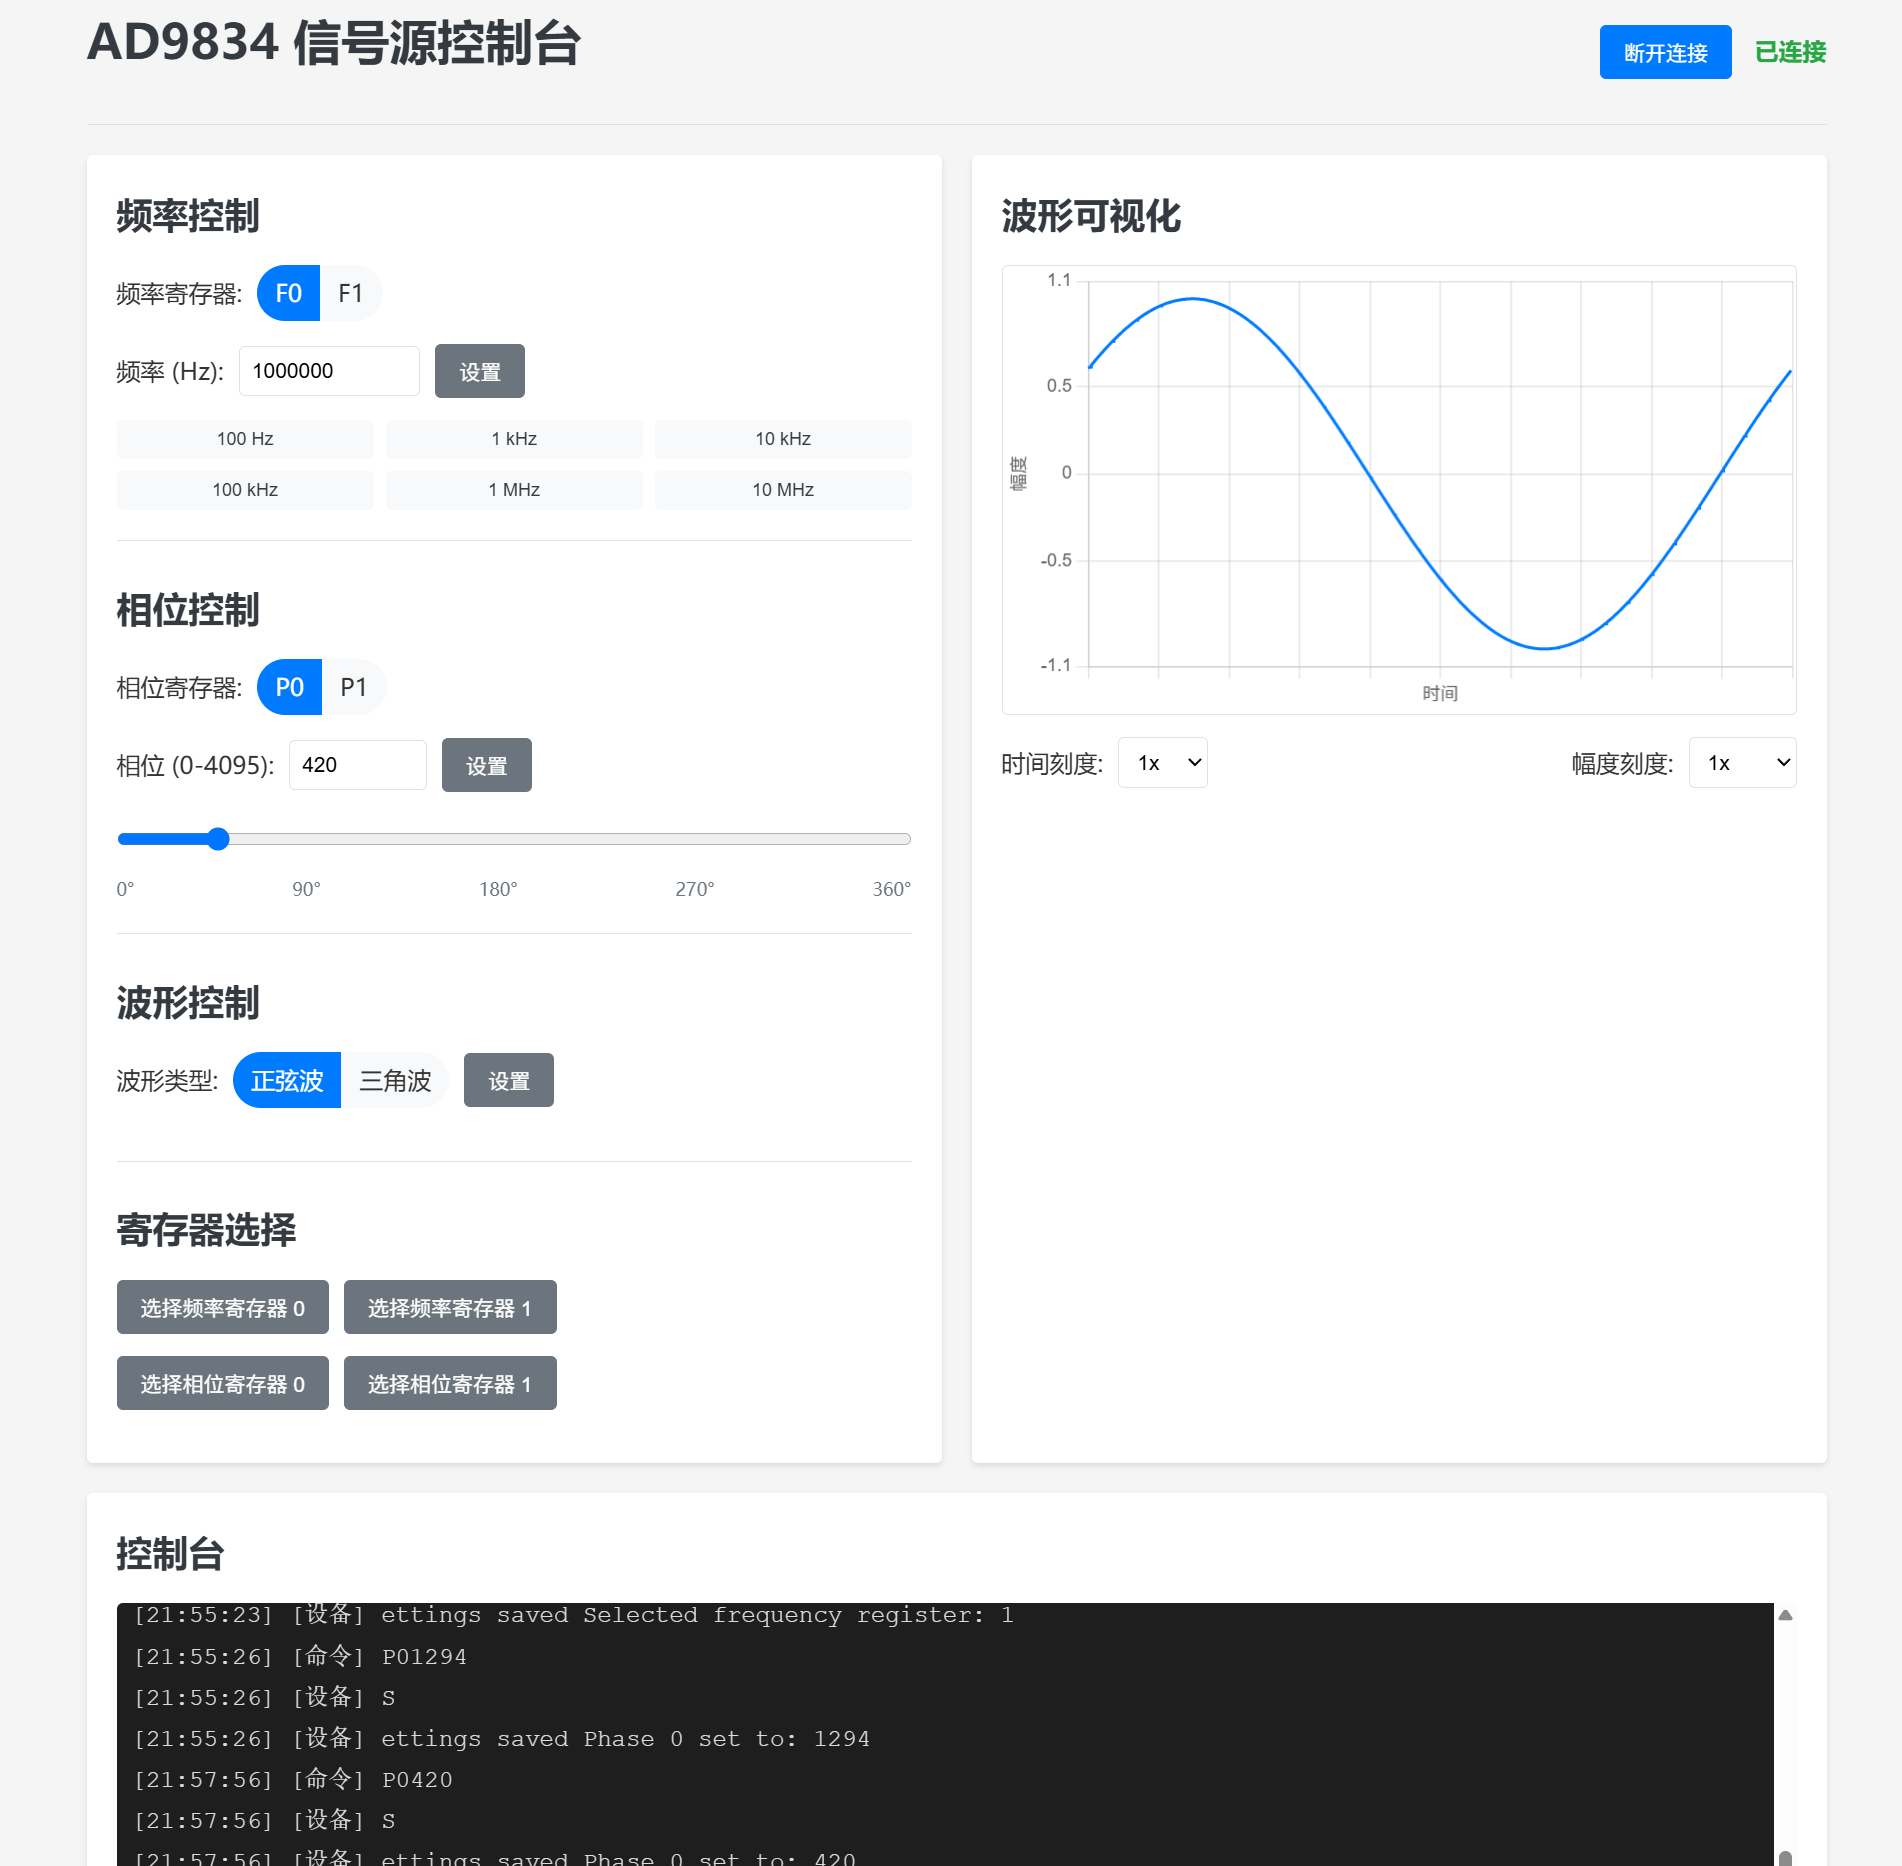 AD9834 信号源控制台
断开连接 已连接
频率控制
频率寄存器: F0 F1
频率 (Hz): 1000000 设置
100 Hz 1 kHz 10 kHz
100 kHz 1 MHz 10 MHz
相位控制
相位寄存器: P0 P1
相位 (0-4095): 420 设置
0° 90° 180° 270° 360°
波形控制
波形类型: 正弦波 三角波 设置
寄存器选择
选择频率寄存器 0 选择频率寄存器 1
选择相位寄存器 0 选择相位寄存器 1
波形可视化
1.1
0.5
0
-0.5
-1.1
幅度
时间
时间刻度: 1x 幅度刻度: 1x
控制台
[21:55:23] [设备] ettings saved Selected frequency register: 1
[21:55:26] [命令] P01294
[21:55:26] [设备] S
[21:55:26] [设备] ettings saved Phase 0 set to: 1294
[21:57:56] [命令] P0420
[21:57:56] [设备] S
[21:57:56] [设备] ettings saved Phase 0 set to: 420